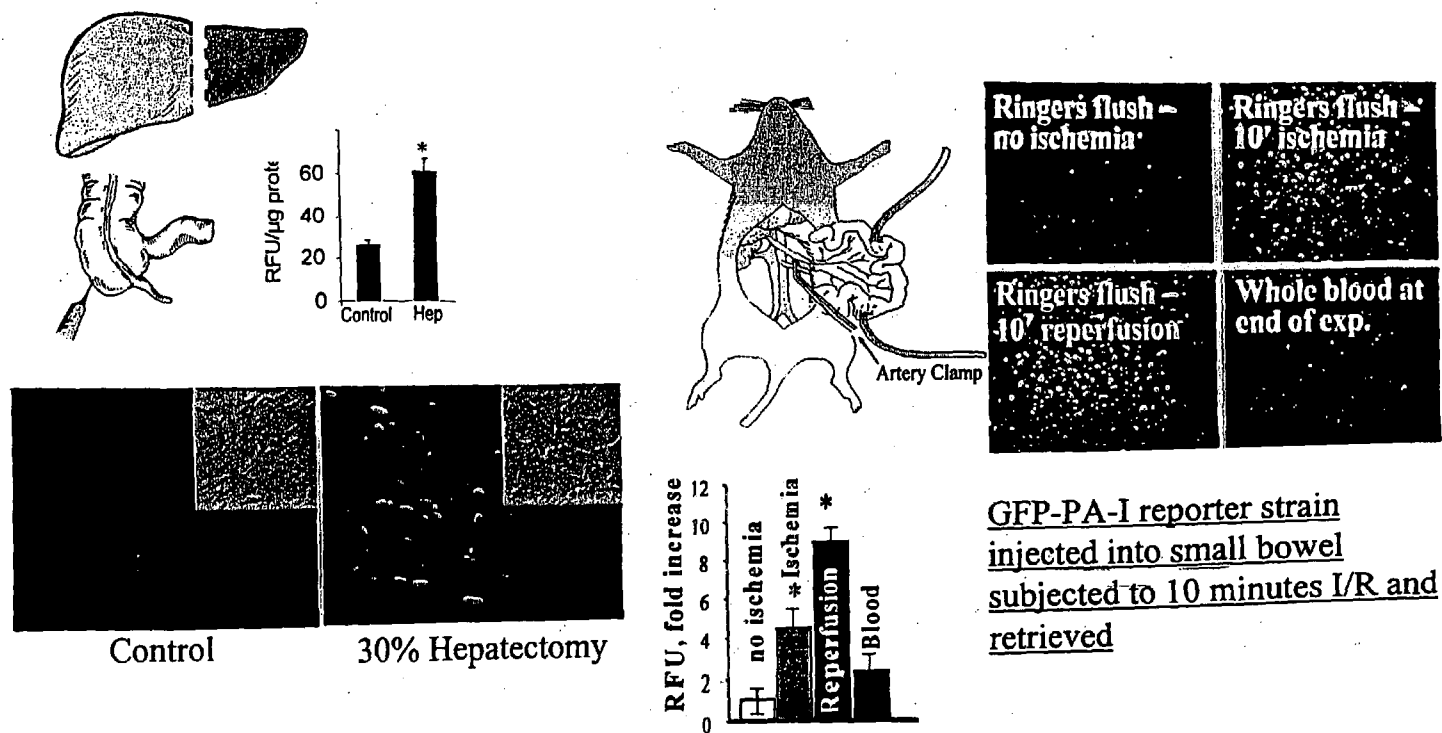 RFU/µg prote
60
40
20
0
*
Control
Hep
Control
30% Hepatectomy
Artery Clamp
Ringers flush –
no ischemia
Ringers flush –
10' ischemia
Ringers flush –
10' reperfusion
Whole blood at
end of exp.
RFU, fold increase
12
10
8
6
4
2
0
no ischemia
*Ischemia
*
Reperfusion
Blood
GFP-PA-I reporter strain
injected into small bowel
subjected to 10 minutes I/R and
retrieved